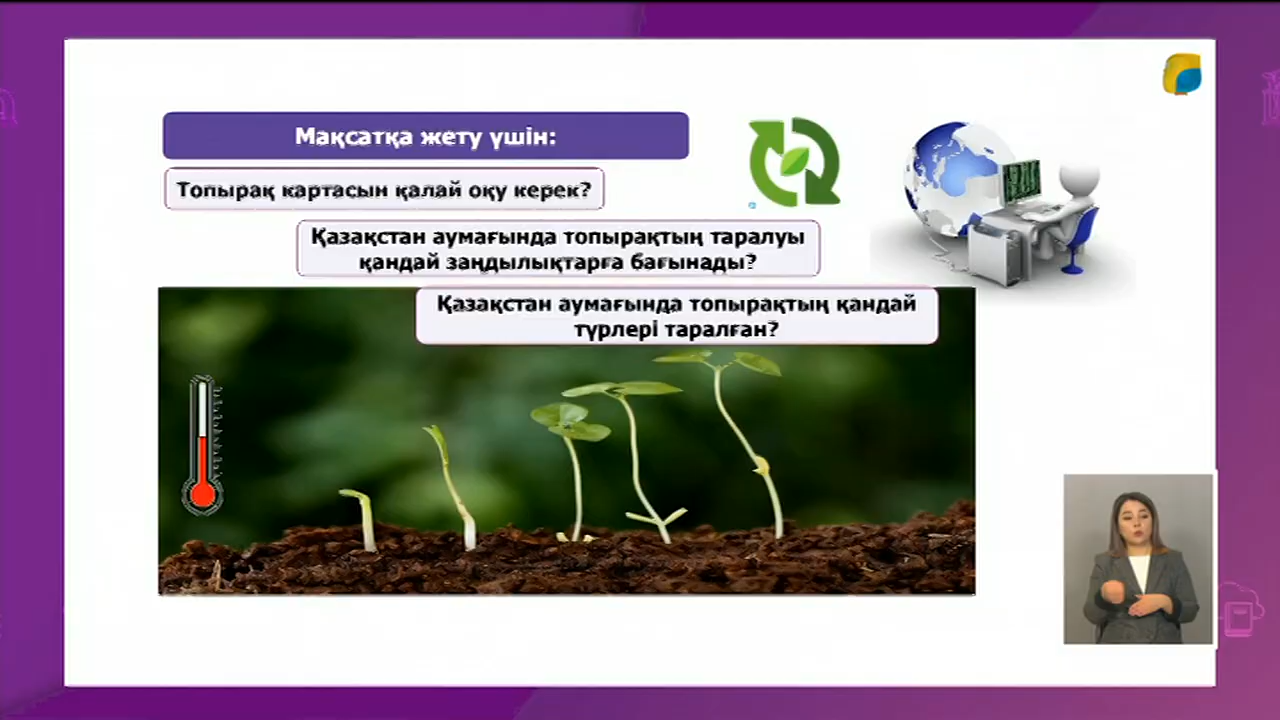 Мақсатқа жету үшін:
Топырақ картасын қалай оқу керек?
Қазақстан аумағында топырақтың таралуы
қандай заңдылықтарға бағынады?
Қазақстан аумағында топырақтың қандай
түрлері таралған?